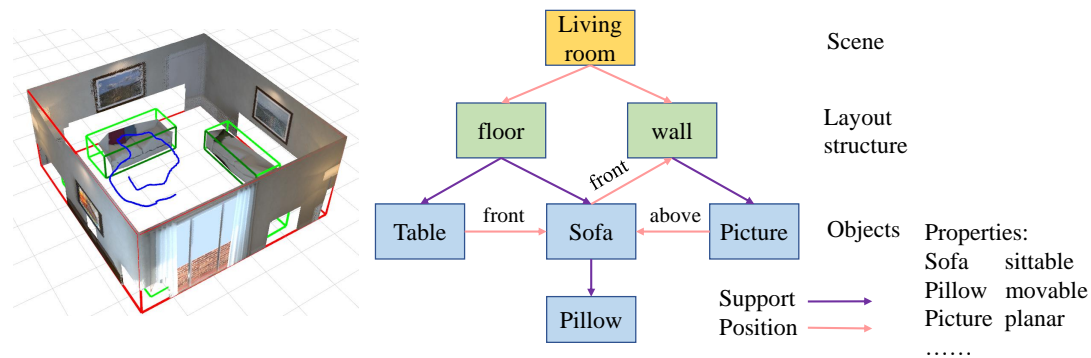 Living
room
Scene
floor
wall
Layout
structure
front
Table
front
Sofa
above
Picture
Objects
Properties:
Sofa sittable
Pillow movable
Picture planar
……
Support
Position
Pillow